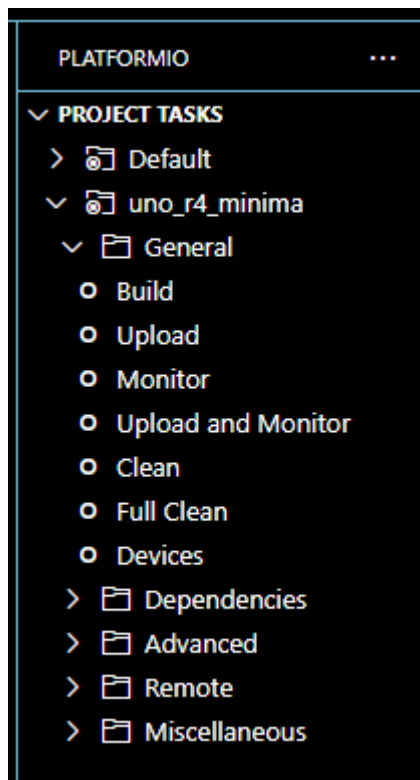 PLATFORMIO
PROJECT TASKS
Default
uno_r4_minima
General
Build
Upload
Monitor
Upload and Monitor
Clean
Full Clean
Devices
Dependencies
Advanced
Remote
Miscellaneous